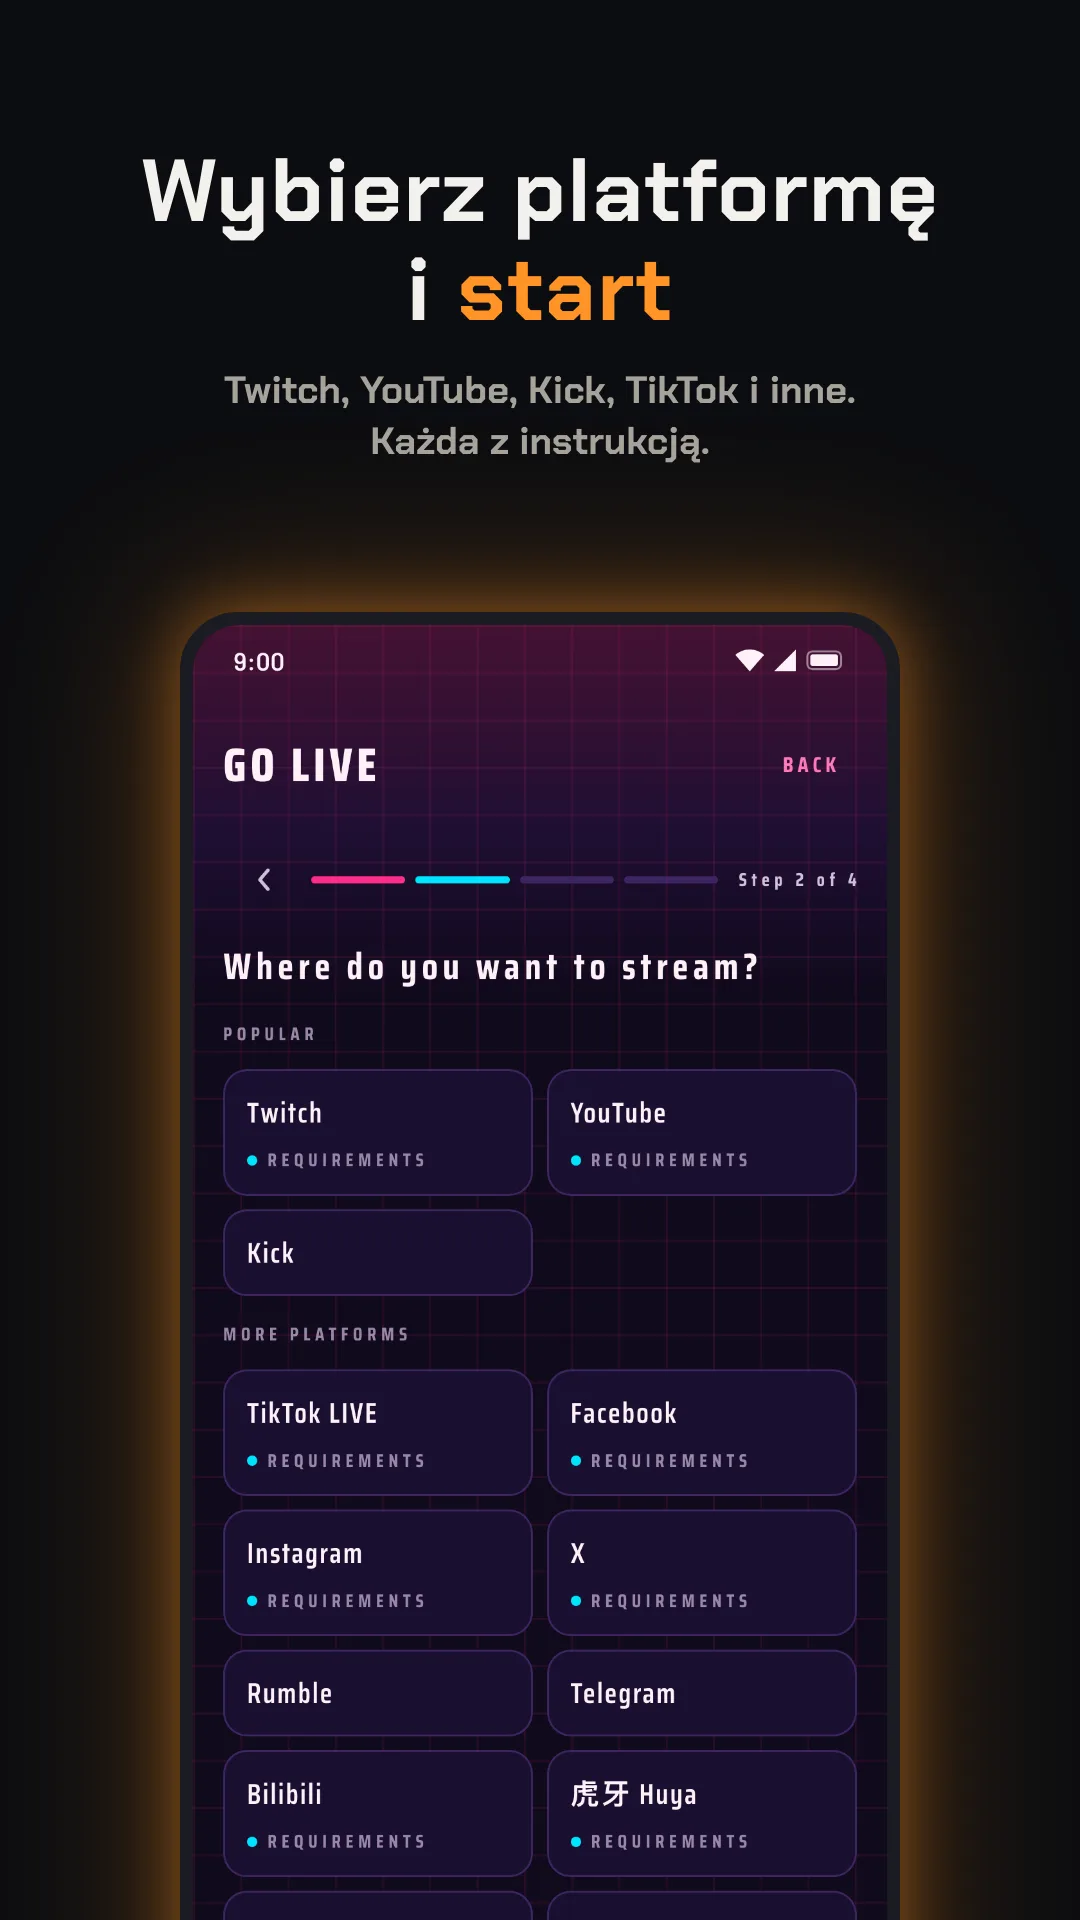 Wybierz platformę
i start
Twitch, YouTube, Kick, TikTok i inne.
Każda z instrukcją.
9:00
GO LIVE
BACK
Step 2 of 4
Where do you want to stream?
POPULAR
Twitch
REQUIREMENTS
YouTube
REQUIREMENTS
Kick
MORE PLATFORMS
TikTok LIVE
REQUIREMENTS
Facebook
REQUIREMENTS
Instagram
REQUIREMENTS
X
REQUIREMENTS
Rumble
Telegram
Bilibili
REQUIREMENTS
虎牙 Huya
REQUIREMENTS